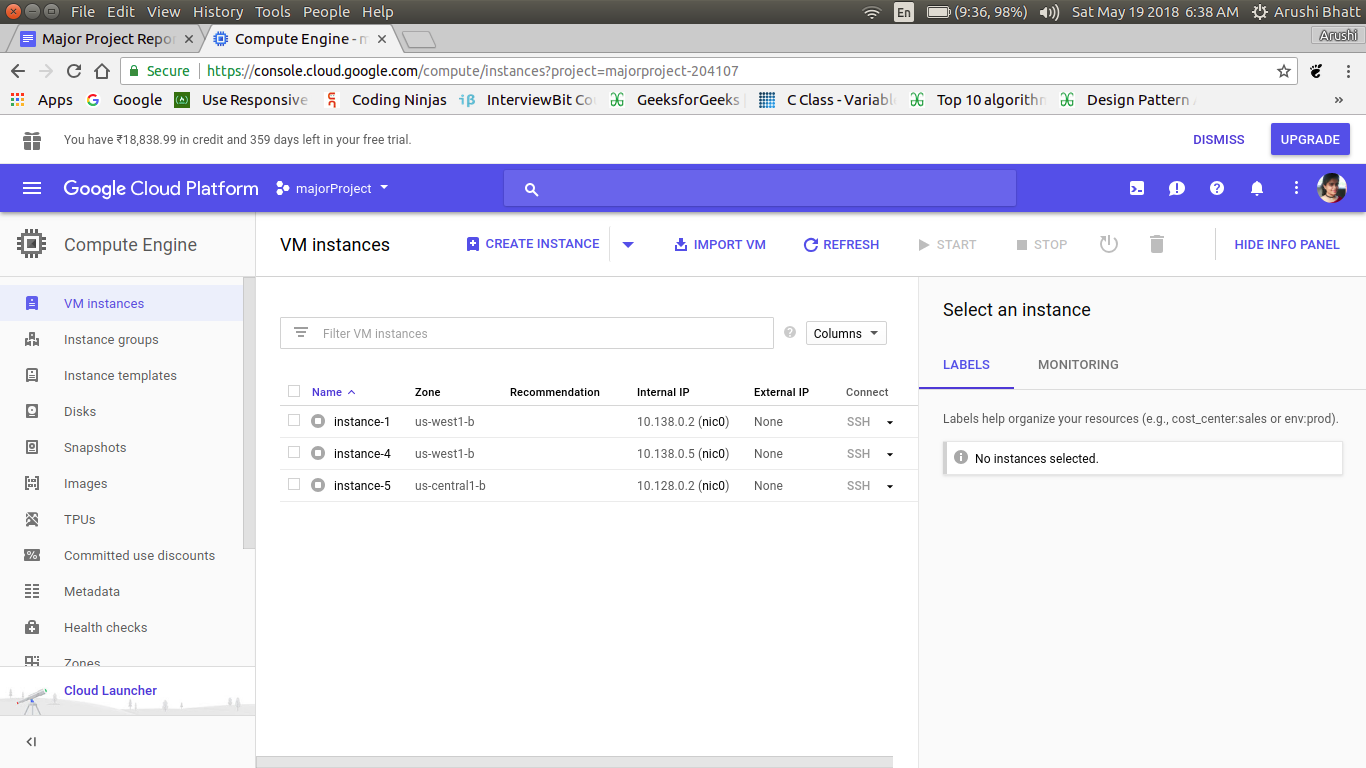 File Edit View History Tools People Help En (9:36, 98%) Sat May 19 2018 6:38 AM Arushi Bhatt
Major Project Repo Compute Engine - m Arushi
Secure https://console.cloud.google.com/compute/instances?project=majorproject-204107
Apps Google Use Responsive Coding Ninjas InterviewBit Co GeeksforGeeks C Class - Variabl Top 10 algorithm Design Pattern »
You have ₹18,838.99 in credit and 359 days left in your free trial. DISMISS UPGRADE
Google Cloud Platform majorProject
Compute Engine VM instances CREATE INSTANCE IMPORT VM REFRESH START STOP HIDE INFO PANEL
VM instances
Instance groups
Instance templates
Disks
Snapshots
Images
TPUs
Committed use discounts
Metadata
Health checks
Zones
Cloud Launcher
Filter VM instances Columns
Name Zone Recommendation Internal IP External IP Connect
instance-1 us-west1-b 10.138.0.2 (nic0) None SSH
instance-4 us-west1-b 10.138.0.5 (nic0) None SSH
instance-5 us-central1-b 10.128.0.2 (nic0) None SSH
Select an instance
LABELS MONITORING
Labels help organize your resources (e.g., cost_center:sales or env:prod).
No instances selected.